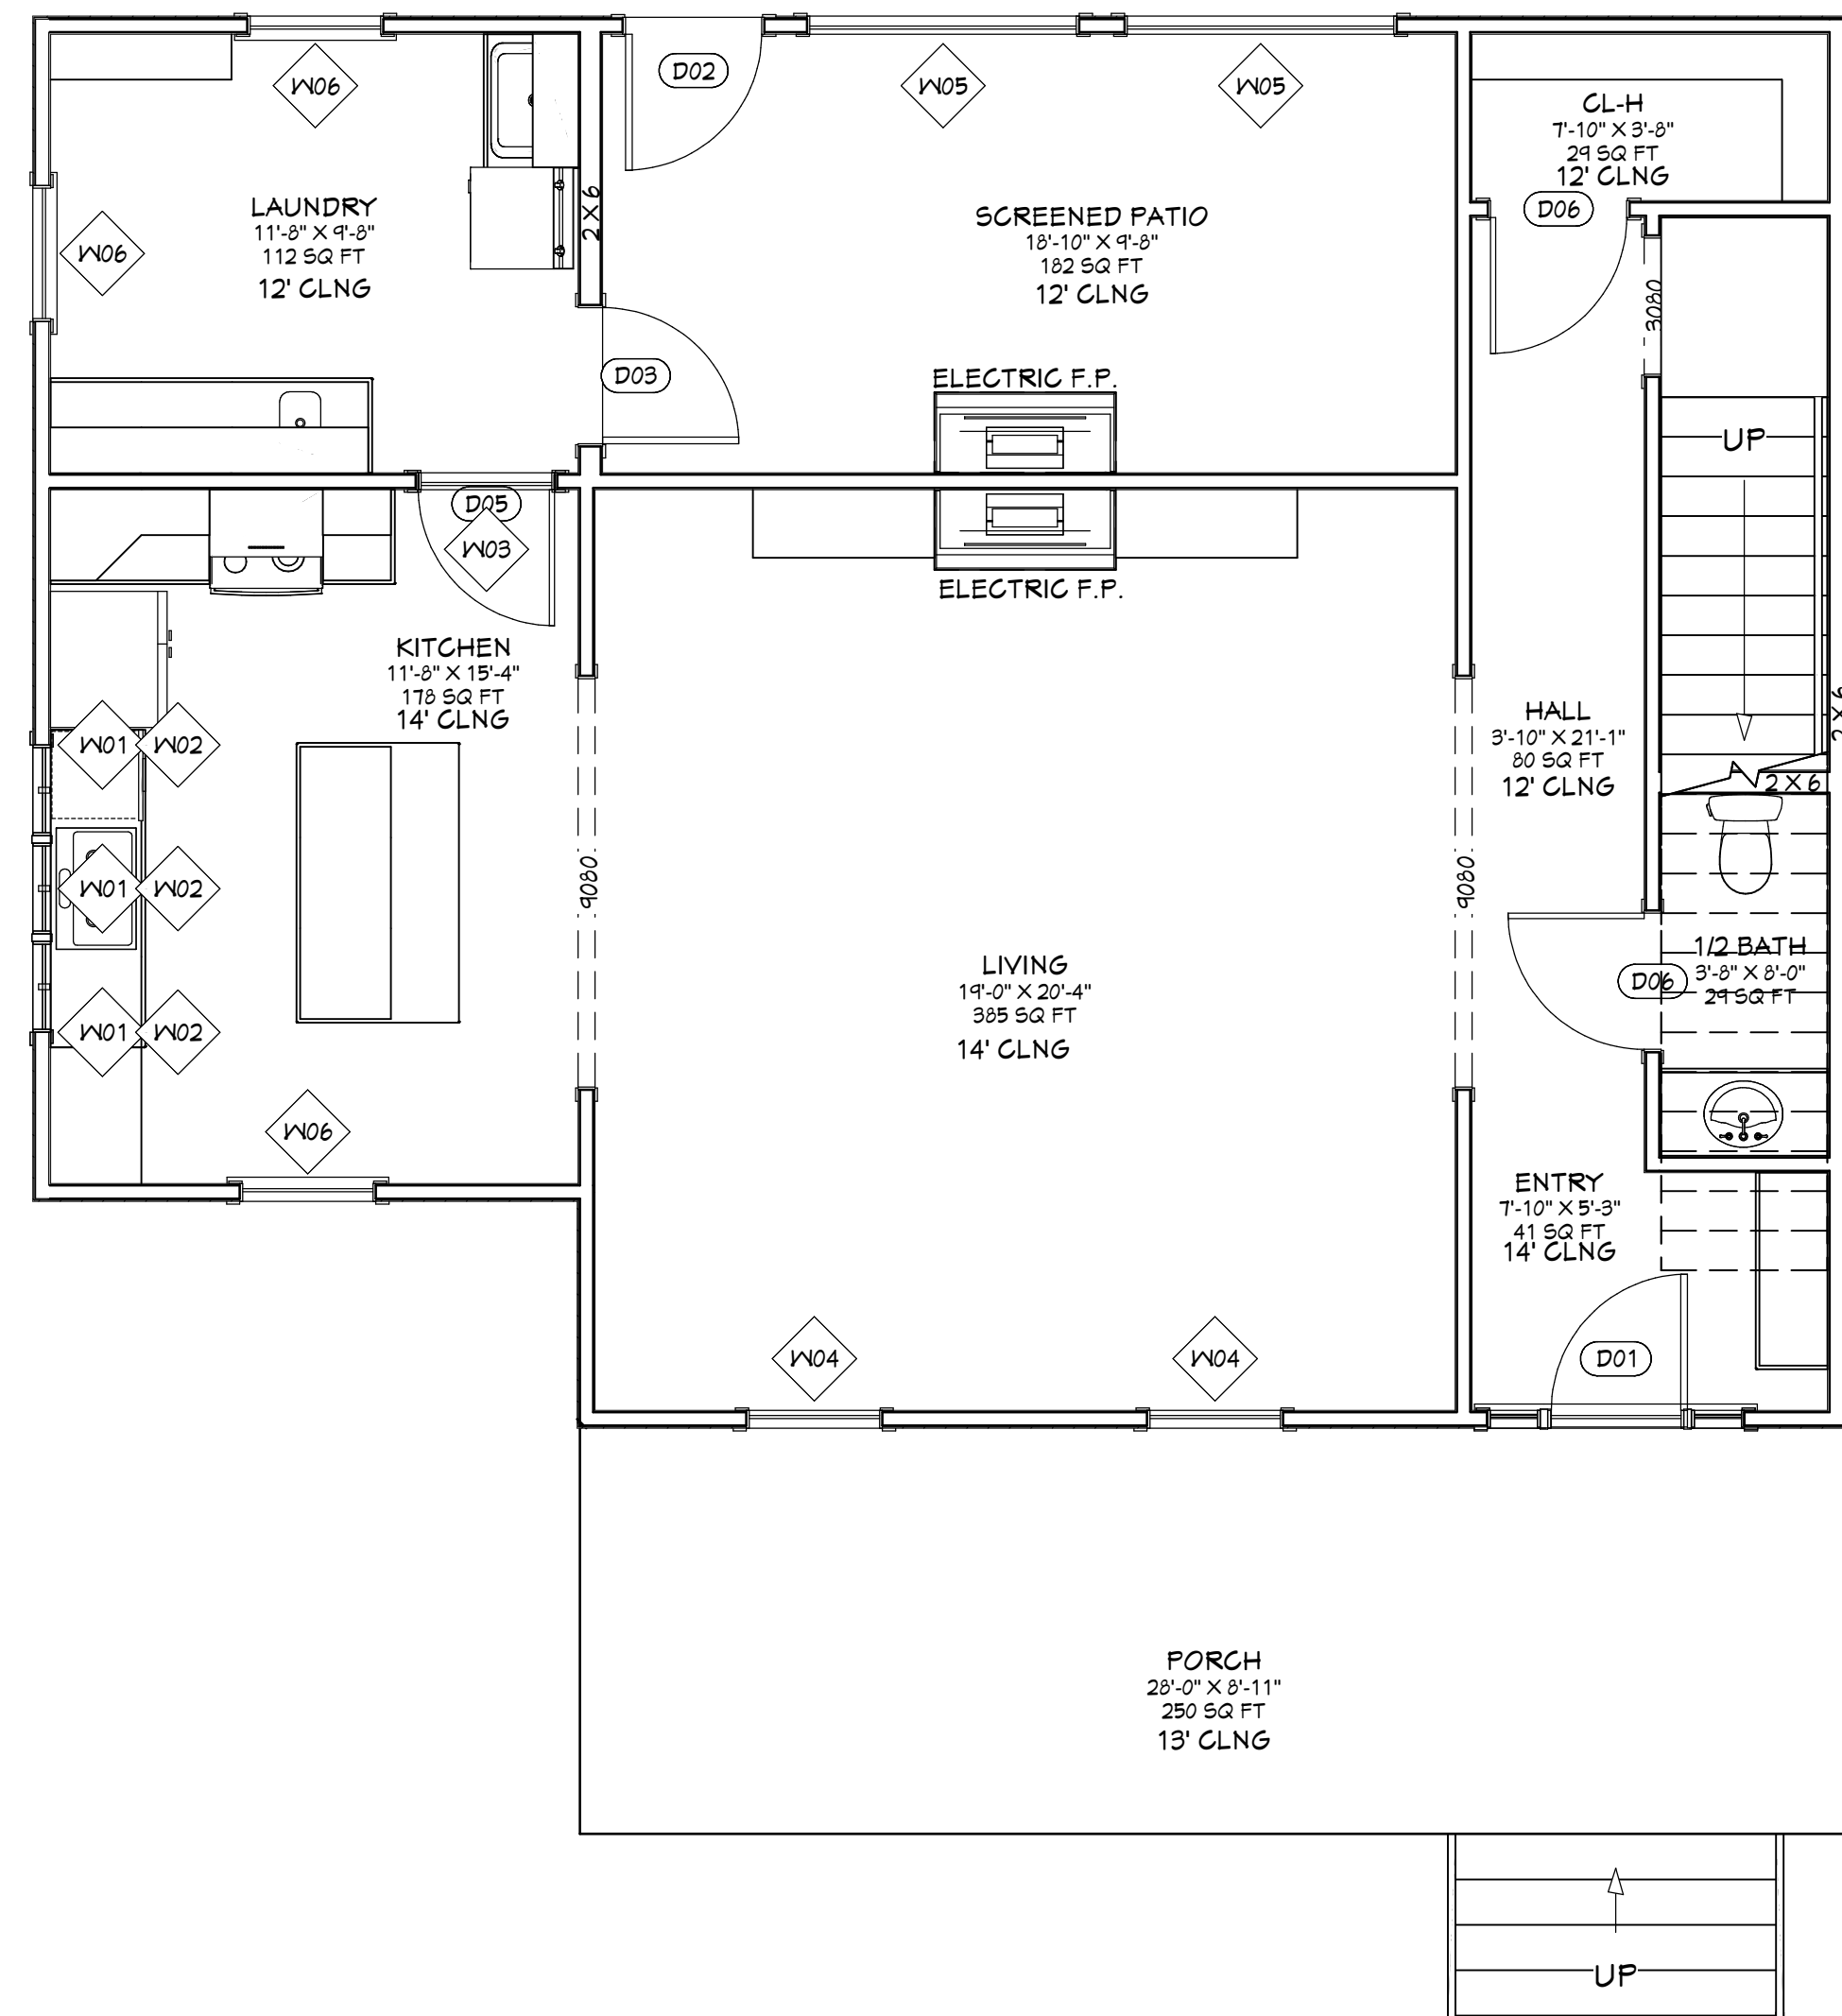 D02
W06
W05
W05
CL-H
7'-10" X 3'-8"
29 SQ FT
12' CLNG
D06
LAUNDRY
11'-8" X 9'-8"
112 SQ FT
12' CLNG
W06
2 X 6
SCREENED PATIO
18'-10" X 9'-8"
182 SQ FT
12' CLNG
3080
D03
ELECTRIC F.P.
UP
D05
W03
ELECTRIC F.P.
KITCHEN
11'-8" X 15'-4"
178 SQ FT
14' CLNG
W01
W02
W01
W02
W01
W02
W06
9080
9080
HALL
3'-10" X 21'-1"
80 SQ FT
12' CLNG
2 X 6
2 X 6
LIVING
19'-0" X 20'-4"
385 SQ FT
14' CLNG
1/2 BATH
3'-8" X 8'-0"
29 SQ FT
D06
ENTRY
7'-10" X 5'-3"
41 SQ FT
14' CLNG
W04
W04
D01
PORCH
28'-0" X 8'-11"
250 SQ FT
13' CLNG
UP